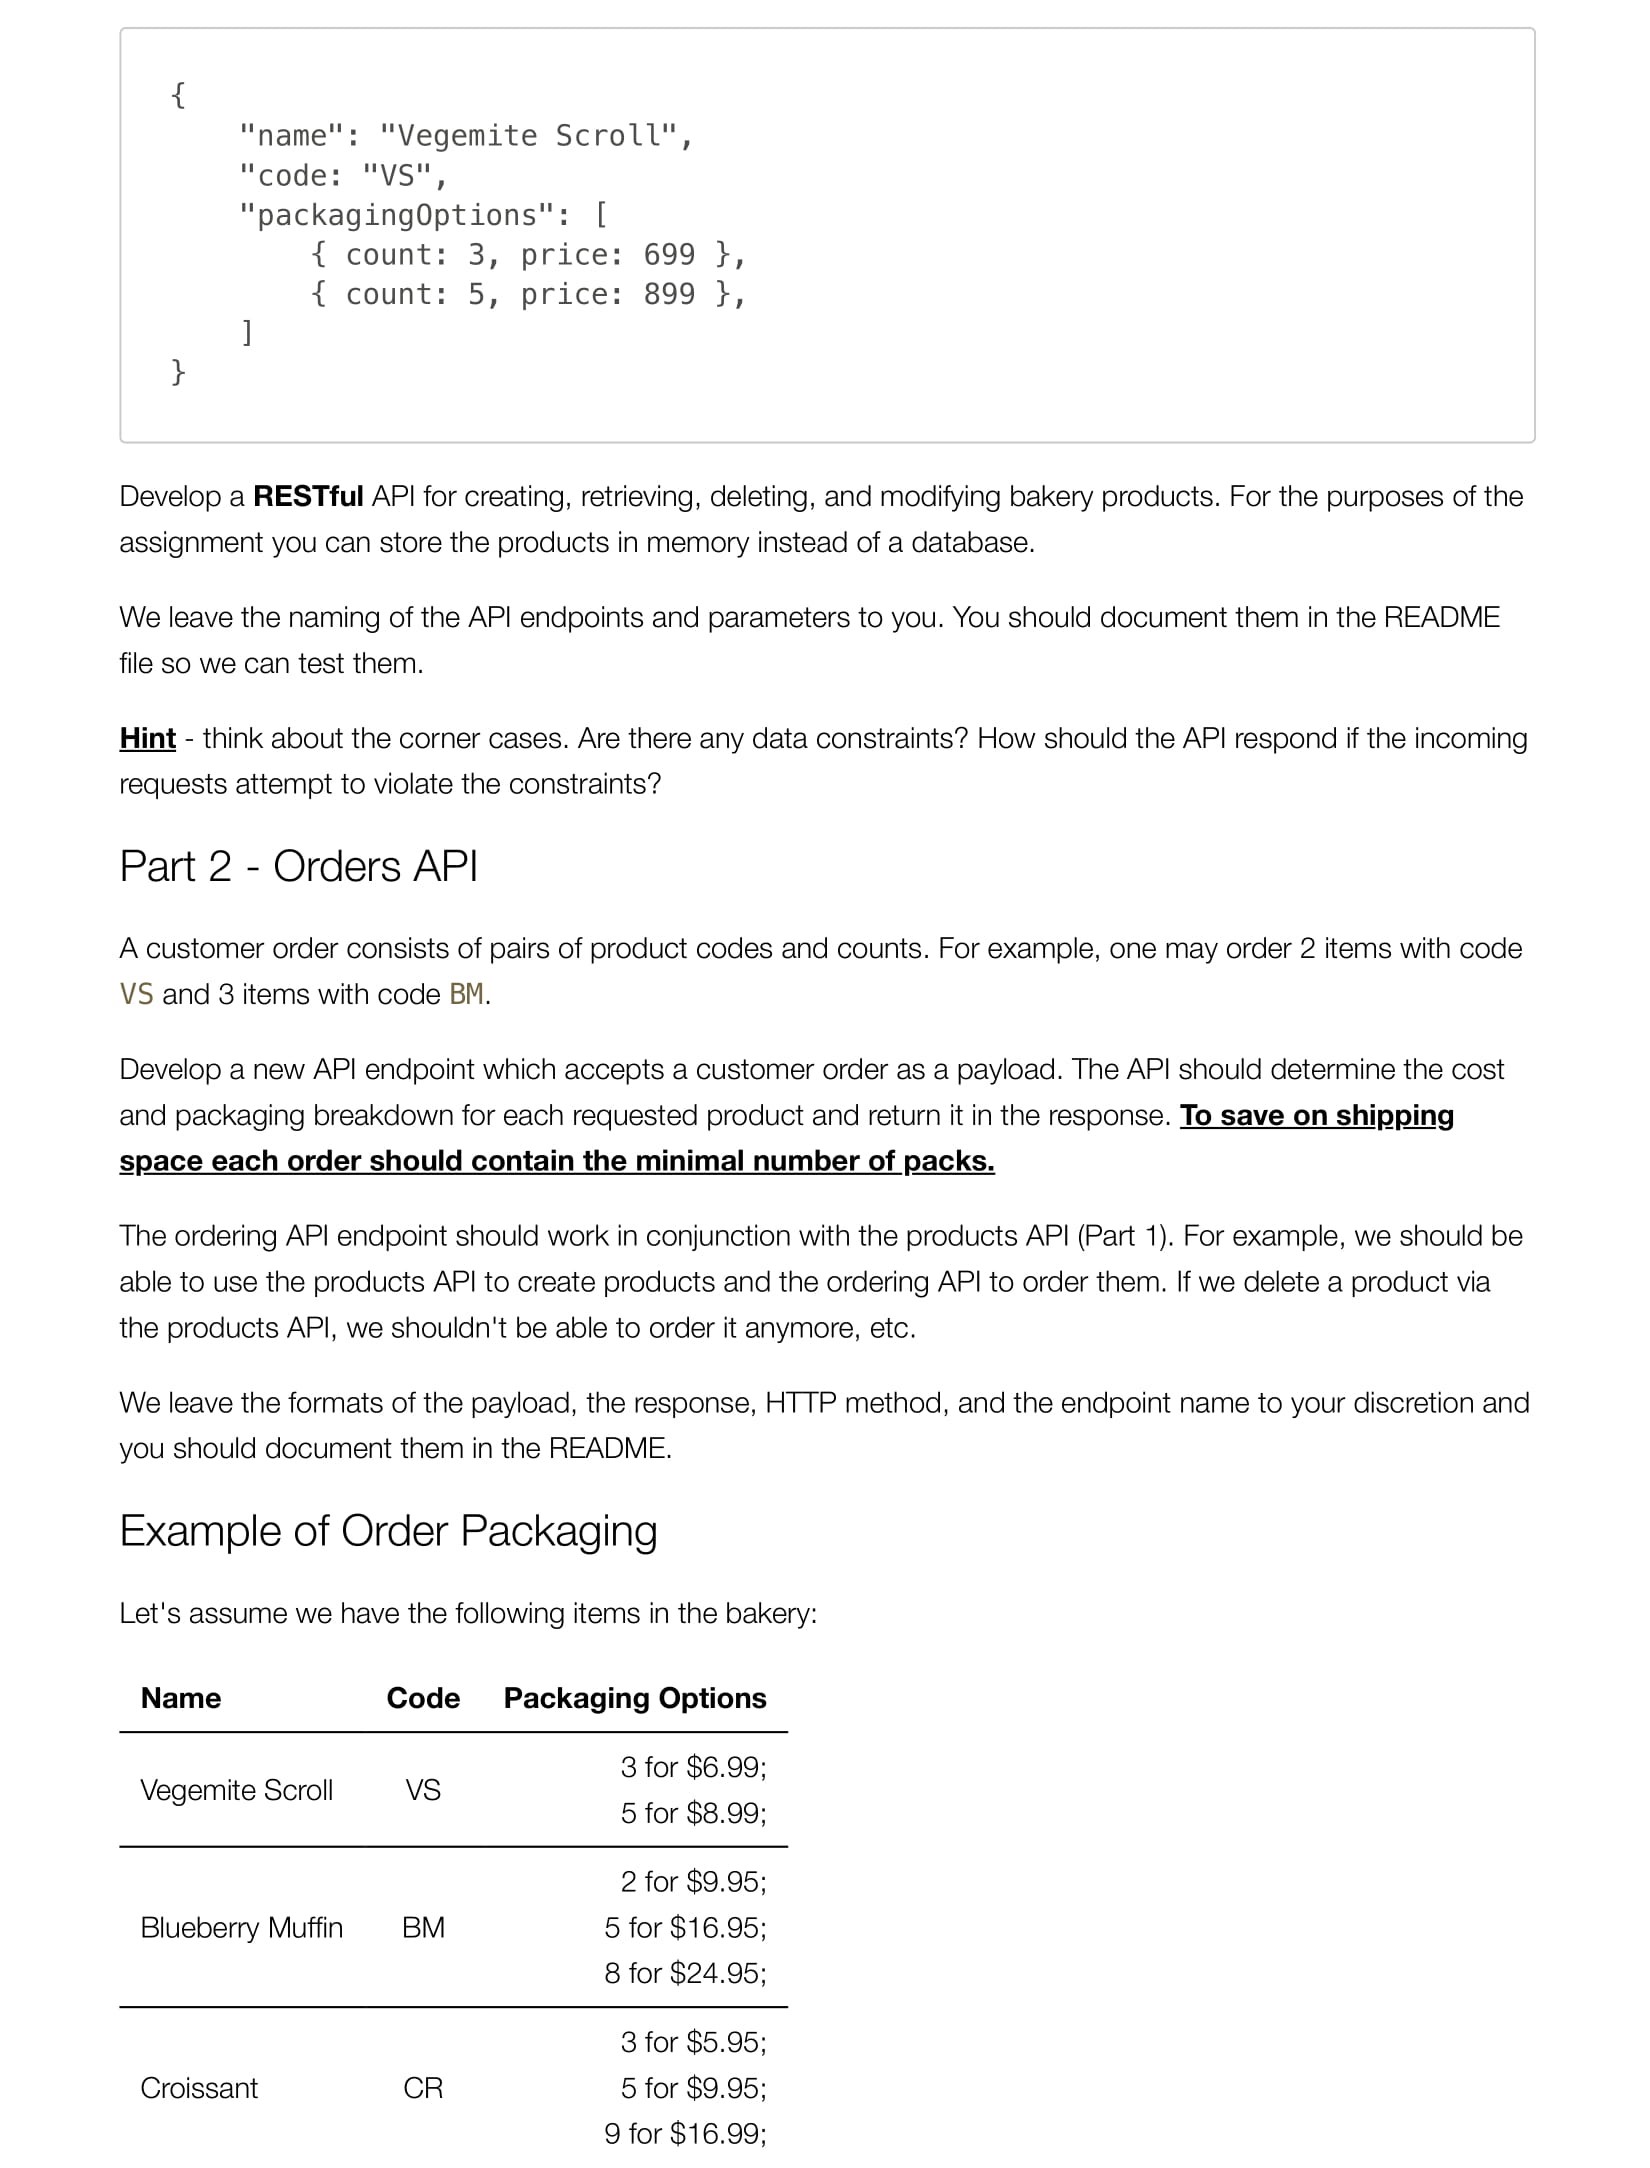 {
"name": "Vegemite Scroll",
"code: "VS",
"packagingOptions": [
{ count: 3, price: 699 },
{ count: 5, price: 899 },
]
}
Develop a RESTful API for creating, retrieving, deleting, and modifying bakery products. For the purposes of the
assignment you can store the products in memory instead of a database.
We leave the naming of the API endpoints and parameters to you. You should document them in the README
file so we can test them.
Hint - think about the corner cases. Are there any data constraints? How should the API respond if the incoming
requests attempt to violate the constraints?
Part 2 - Orders API
A customer order consists of pairs of product codes and counts. For example, one may order 2 items with code
VS and 3 items with code BM.
Develop a new API endpoint which accepts a customer order as a payload. The API should determine the cost
and packaging breakdown for each requested product and return it in the response. To save on shipping
space each order should contain the minimal number of packs.
The ordering API endpoint should work in conjunction with the products API (Part 1). For example, we should be
able to use the products API to create products and the ordering API to order them. If we delete a product via
the products API, we shouldn't be able to order it anymore, etc.
We leave the formats of the payload, the response, HTTP method, and the endpoint name to your discretion and
you should document them in the README.
Example of Order Packaging
Let's assume we have the following items in the bakery:
Name Code Packaging Options
3 for $6.99;
Vegemite Scroll VS
5 for $8.99;
2 for $9.95;
Blueberry Muffin BM 5 for $16.95;
8 for $24.95;
3 for $5.95;
Croissant CR 5 for $9.95;
9 for $16.99;